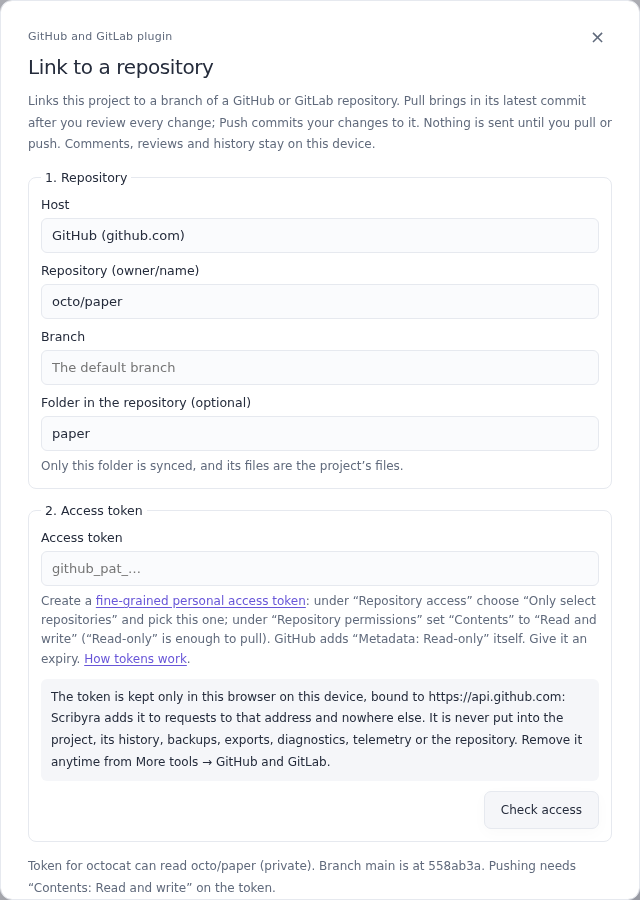 GitHub and GitLab plugin
Link to a repository
Links this project to a branch of a GitHub or GitLab repository. Pull brings in its latest commit
after you review every change; Push commits your changes to it. Nothing is sent until you pull or
push. Comments, reviews and history stay on this device.
1. Repository
Host
GitHub (github.com)
Repository (owner/name)
octo/paper
Branch
The default branch
Folder in the repository (optional)
paper
Only this folder is synced, and its files are the project’s files.
2. Access token
Access token
github_pat_…
Create a fine-grained personal access token: under “Repository access” choose “Only select
repositories” and pick this one; under “Repository permissions” set “Contents” to “Read and
write” (“Read-only” is enough to pull). GitHub adds “Metadata: Read-only” itself. Give it an
expiry. How tokens work.
The token is kept only in this browser on this device, bound to https://api.github.com:
Scribyra adds it to requests to that address and nowhere else. It is never put into the
project, its history, backups, exports, diagnostics, telemetry or the repository. Remove it
anytime from More tools → GitHub and GitLab.
Check access
Token for octocat can read octo/paper (private). Branch main is at 558ab3a. Pushing needs
“Contents: Read and write” on the token.